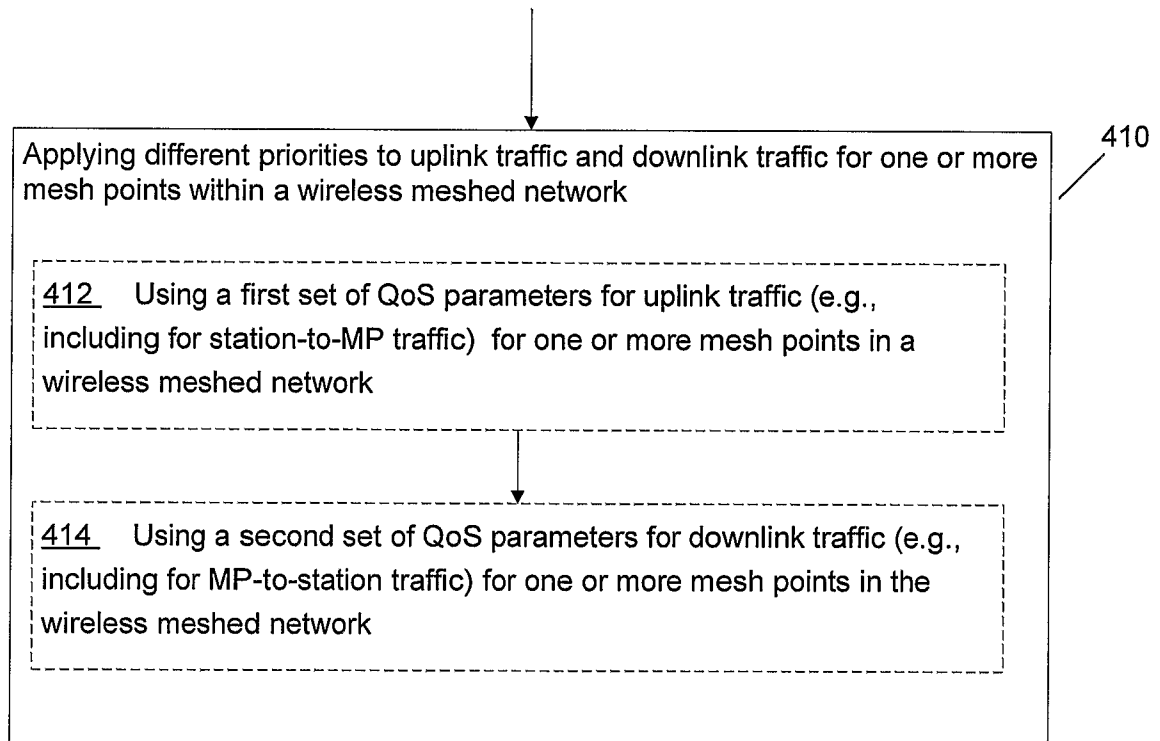 410
Applying different priorities to uplink traffic and downlink traffic for one or more
mesh points within a wireless meshed network
412 Using a first set of QoS parameters for uplink traffic (e.g.,
including for station-to-MP traffic) for one or more mesh points in a
wireless meshed network
414 Using a second set of QoS parameters for downlink traffic (e.g.,
including for MP-to-station traffic) for one or more mesh points in the
wireless meshed network